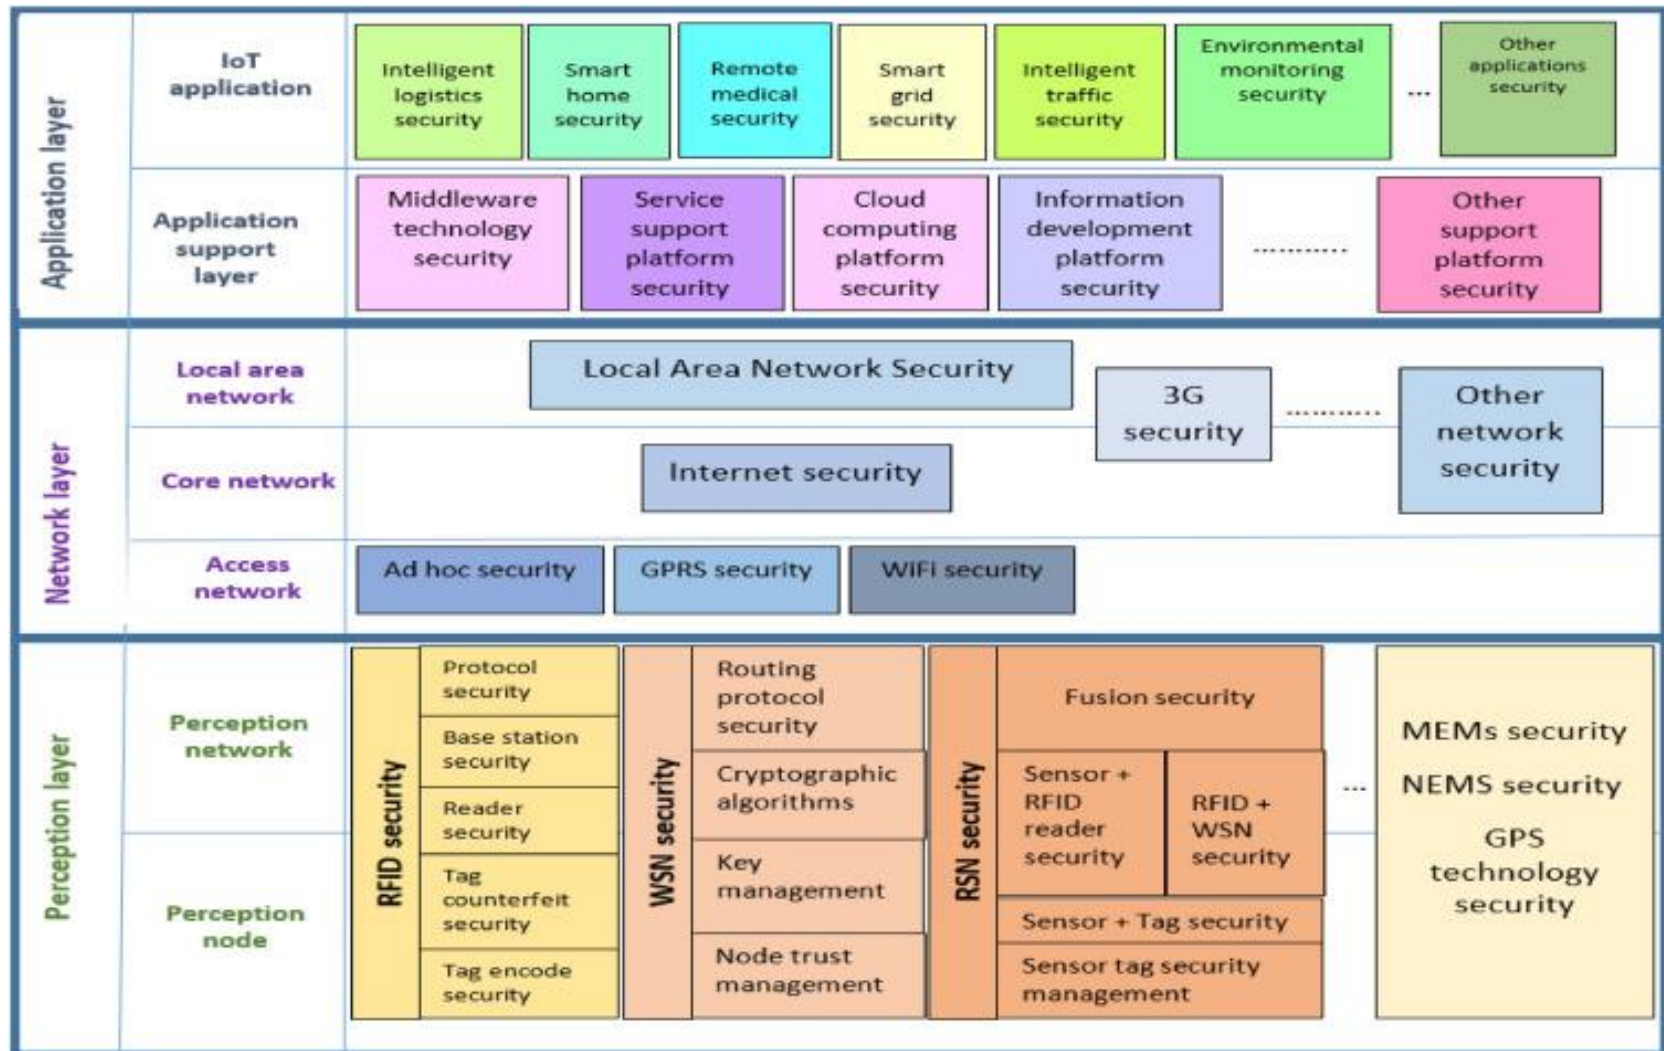 Application layer
IoT
application
Intelligent
logistics
security
Smart
home
security
Remote
medical
security
Smart
grid
security
Intelligent
traffic
security
Environmental
monitoring
security
...
Other
applications
security
Application
support
layer
Middleware
technology
security
Service
support
platform
security
Cloud
computing
platform
security
Information
development
platform
security
...........
Other
support
platform
security
Network layer
Local area
network
Local Area Network Security
3G
security
...........
Other
network
security
Core network
Internet security
Access
network
Ad hoc security
GPRS security
WiFi security
Perception layer
Perception
network
Perception
node
RFID security
Protocol
security
Base station
security
Reader
security
Tag
counterfeit
security
Tag encode
security
WSN security
Routing
protocol
security
Cryptographic
algorithms
Key
management
Node trust
management
RSN security
Fusion security
Sensor +
RFID
reader
security
RFID +
WSN
security
Sensor + Tag security
Sensor tag security
management
...
MEMs security
NEMS security
GPS
technology
security